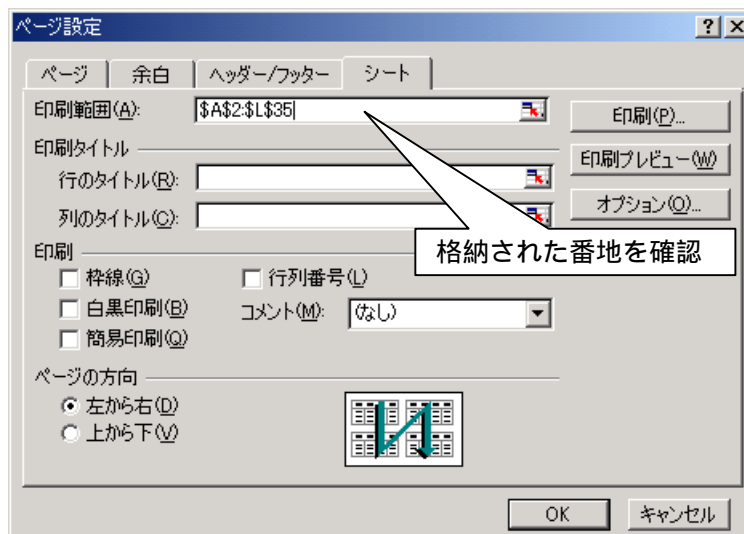 ページ設定
ページ 余白 ヘッダー/フッター シート
印刷範囲(A): $A$2:$L$35
印刷(P)...
印刷タイトル
印刷プレビュー(W)
行のタイトル(R):
オプション(O)...
列のタイトル(C):
格納された番地を確認
印刷
枠線(G) 行列番号(L)
白黒印刷(B) コメント(M): (なし)
簡易印刷(Q)
ページの方向
左から右(D)
上から下(V)
OK キャンセル